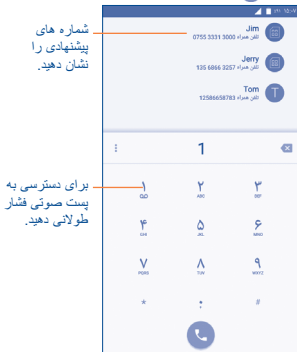 شماره های
پیشنهادی را
نشان دهید.
Jim
تلفن همراه 0755 3331 3000
Jerry
تلفن همراه 135 6866 3257
Tom
تلفن همراه 12586658783
T
1
برای دسترسی به
پست صوتی فشار
طولانی دهید.
۱ ۲ ۳
ABC DEF
۴ ۵ ۶
GHI JKL MNO
۷ ۸ ۹
PQRS TUV WXYZ
* ۰ #